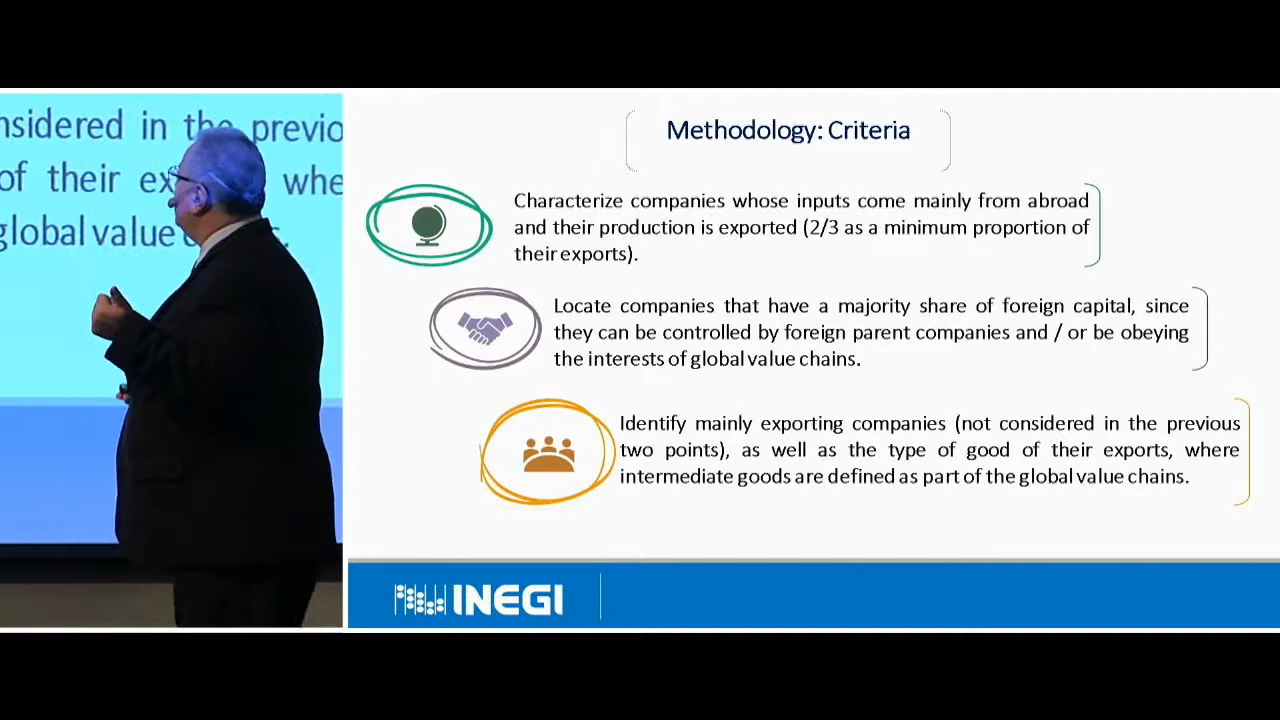 nsidered in the previo
of their ex whe
global value
Methodology: Criteria
Characterize companies whose inputs come mainly from abroad
and their production is exported (2/3 as a minimum proportion of
their exports).
Locate companies that have a majority share of foreign capital, since
they can be controlled by foreign parent companies and / or be obeying
the interests of global value chains.
Identify mainly exporting companies (not considered in the previous
two points), as well as the type of good of their exports, where
intermediate goods are defined as part of the global value chains.
INEGI